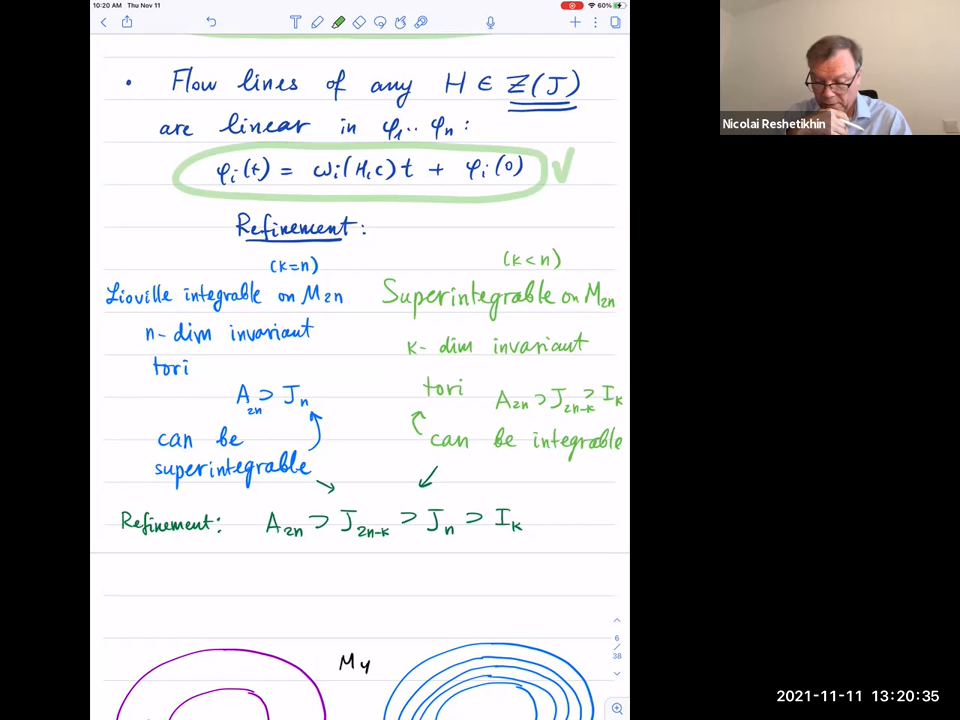 10:20 AM Thu Nov 11
60%
• Flow lines of any H ∈ Z(J)
are linear in φ₁..φₙ :
φᵢ(t) = ωᵢ(H,c)t + φᵢ(0) ✓
Refinement:
(k=n)
Lioville integrable on M₂ₙ
n-dim invariant
tori
A₂ₙ ⊃ Jₙ
can be
superintegrable
(k<n)
Superintegrable on M₂ₙ
k-dim invariant
tori A₂ₙ ⊃ J₂ₙ₋ₖ ⊃ Iₖ
can be integrable
Refinement: A₂ₙ ⊃ J₂ₙ₋ₖ ⊃ Jₙ ⊃ Iₖ
M₄
6
/
38
Nicolai Reshetikhin
2021-11-11 13:20:35